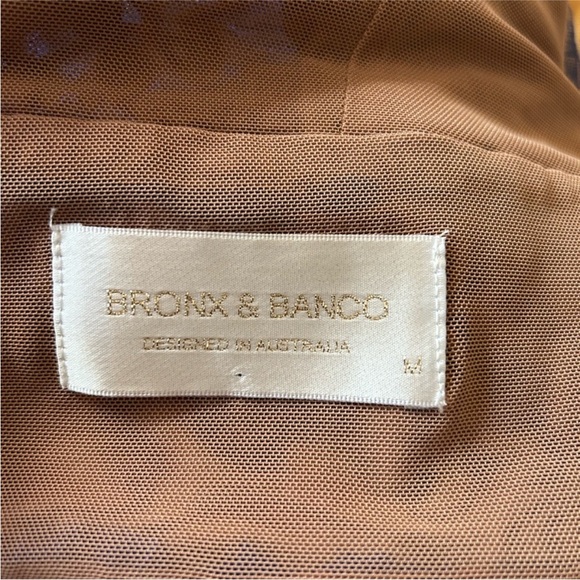 BRONX & BANCO
DESIGNED IN AUSTRALIA
M